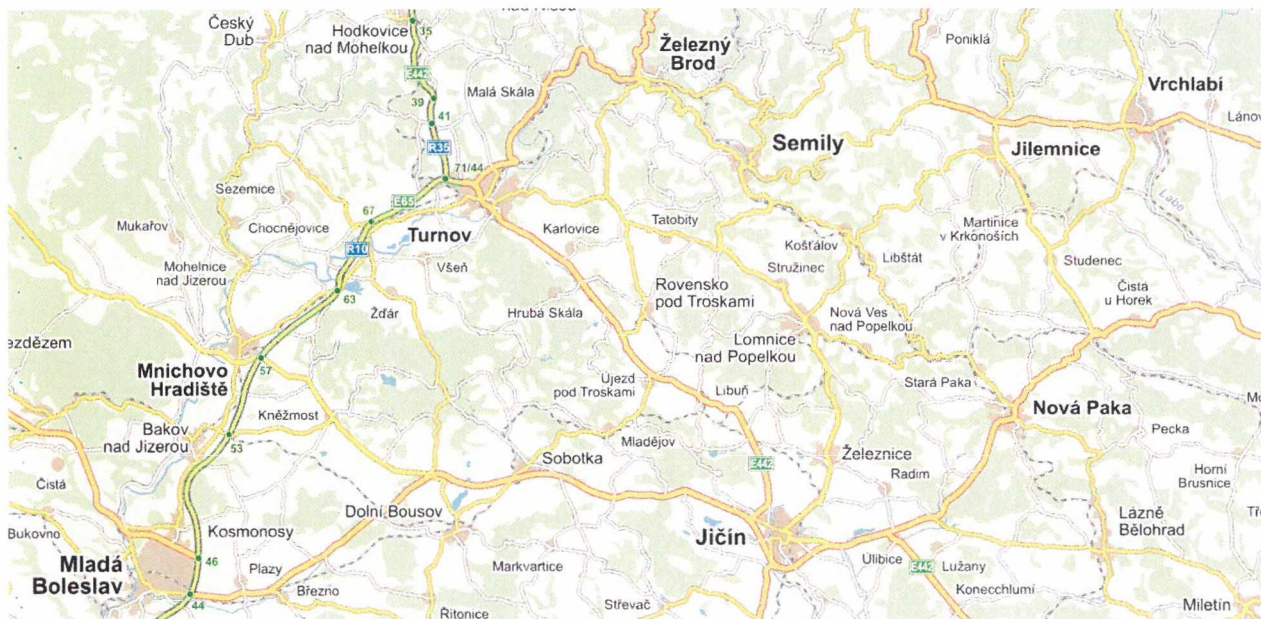 Český
Dub
Hodkovice
nad Mohelkou
35
E442
39
41
R35
71/44
Malá Skála
Železný
Brod
Poniklá
Vrchlabí
Lánov
Semily
Jilemnice
Labe
Sezemice
Mukařov
Chocnějovice
67
E65
R10
Turnov
Karlovice
Tatobity
Košťálov
Martinice
v Krkonoších
Mohelnice
nad Jizerou
Všeň
63
Žďár
Hrubá Skála
Rovensko
pod Troskami
Stružinec
Libštát
Studenec
Čistá
u Horek
Nová Ves
nad Popelkou
Lomnice
nad Popelkou
ezdězem
Mnichovo
Hradiště
57
Újezd
pod Troskami
Libuň
Stará Paka
Nová Paka
Kněžmost
Bakov
nad Jizerou
53
Mladějov
Sobotka
E442
Železnice
Radim
Pecka
Horní
Brusnice
Čistá
Bukovno
Kosmonosy
Dolní Bousov
Jičín
Úlibice
Lázně
Bělohrad
Mladá
Boleslav
46
44
Plazy
Březno
Markvartice
Řitonice
Střevač
E442
Lužany
Konecchlumí
Miletín